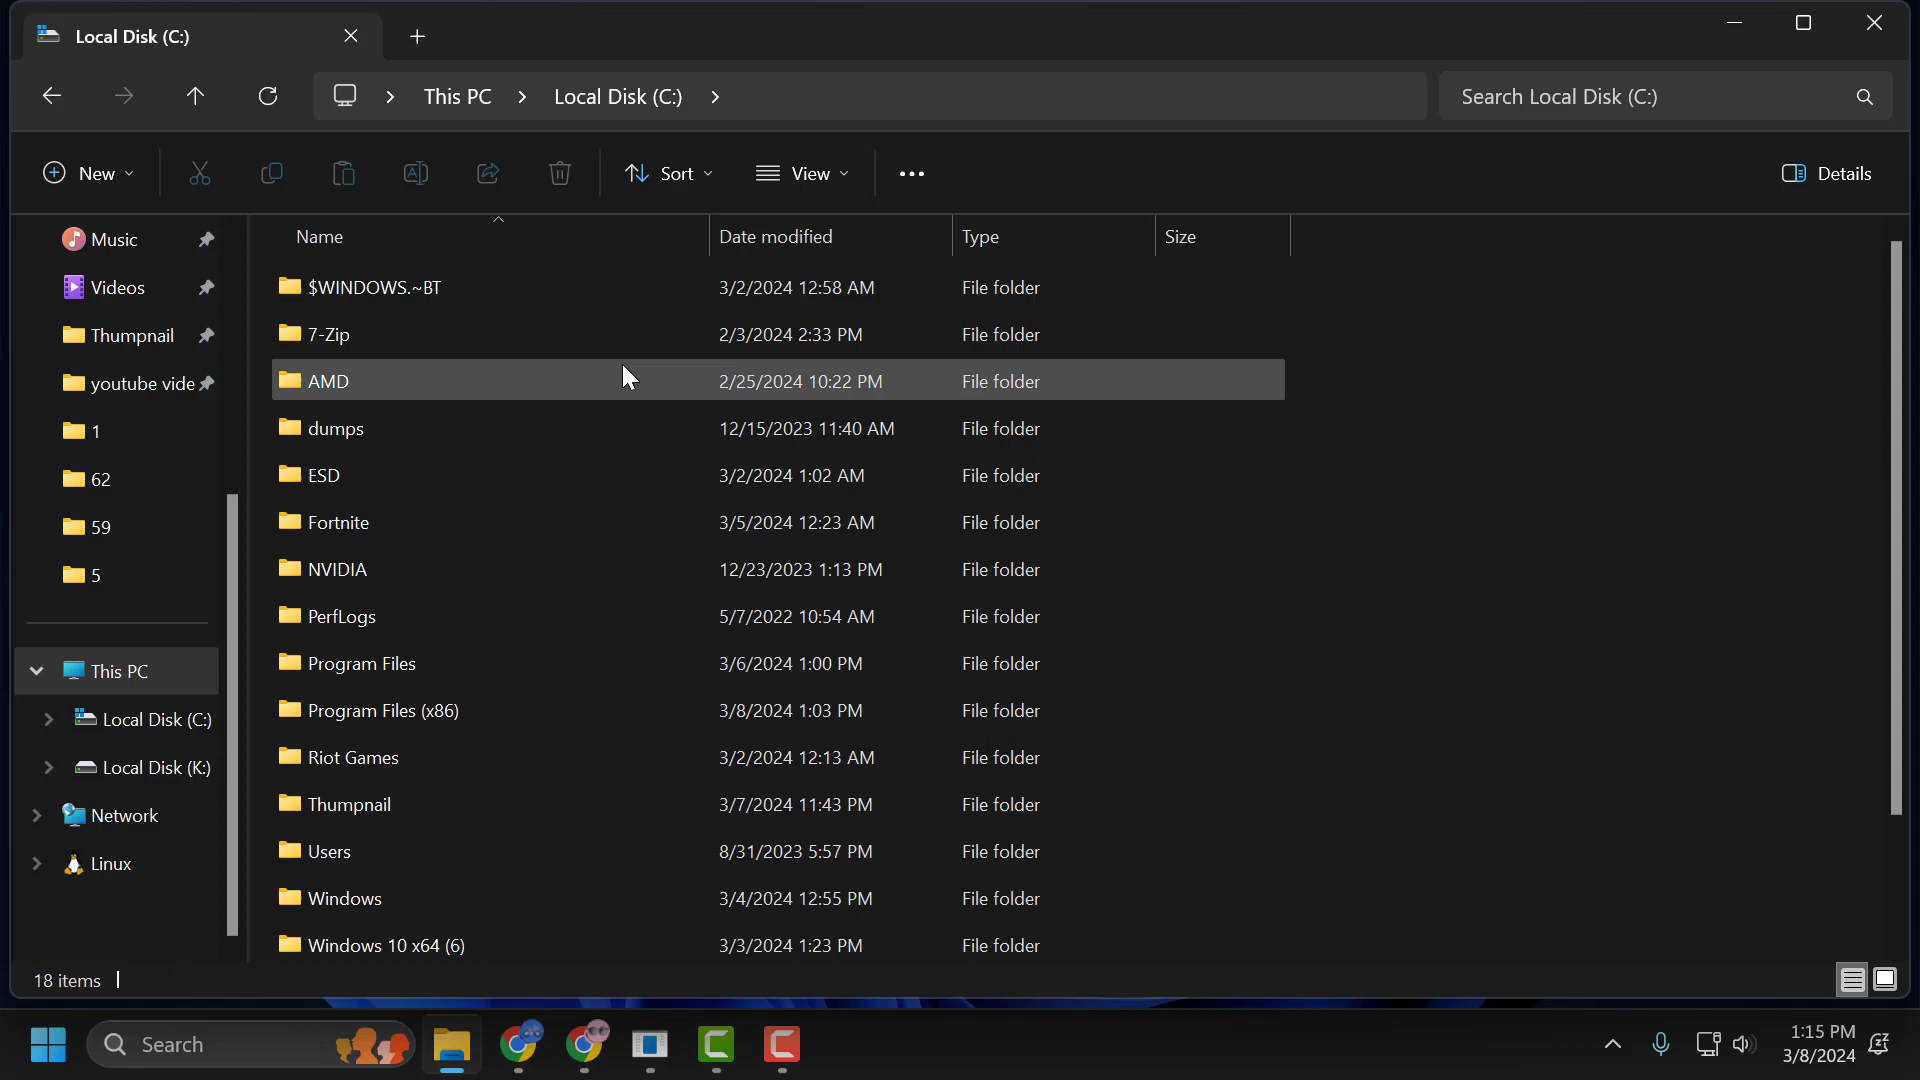 Local Disk (C:)
This PC
Local Disk (C:)
Search Local Disk (C:)
New
Sort
View
Details
Music
Videos
Thumpnail
youtube vide
1
62
59
5
This PC
Local Disk (C:)
Local Disk (K:)
Network
Linux
Name Date modified Type Size
$WINDOWS.~BT 3/2/2024 12:58 AM File folder
7-Zip 2/3/2024 2:33 PM File folder
AMD 2/25/2024 10:22 PM File folder
dumps 12/15/2023 11:40 AM File folder
ESD 3/2/2024 1:02 AM File folder
Fortnite 3/5/2024 12:23 AM File folder
NVIDIA 12/23/2023 1:13 PM File folder
PerfLogs 5/7/2022 10:54 AM File folder
Program Files 3/6/2024 1:00 PM File folder
Program Files (x86) 3/8/2024 1:03 PM File folder
Riot Games 3/2/2024 12:13 AM File folder
Thumpnail 3/7/2024 11:43 PM File folder
Users 8/31/2023 5:57 PM File folder
Windows 3/4/2024 12:55 PM File folder
Windows 10 x64 (6) 3/3/2024 1:23 PM File folder
18 items
Search
1:15 PM
3/8/2024